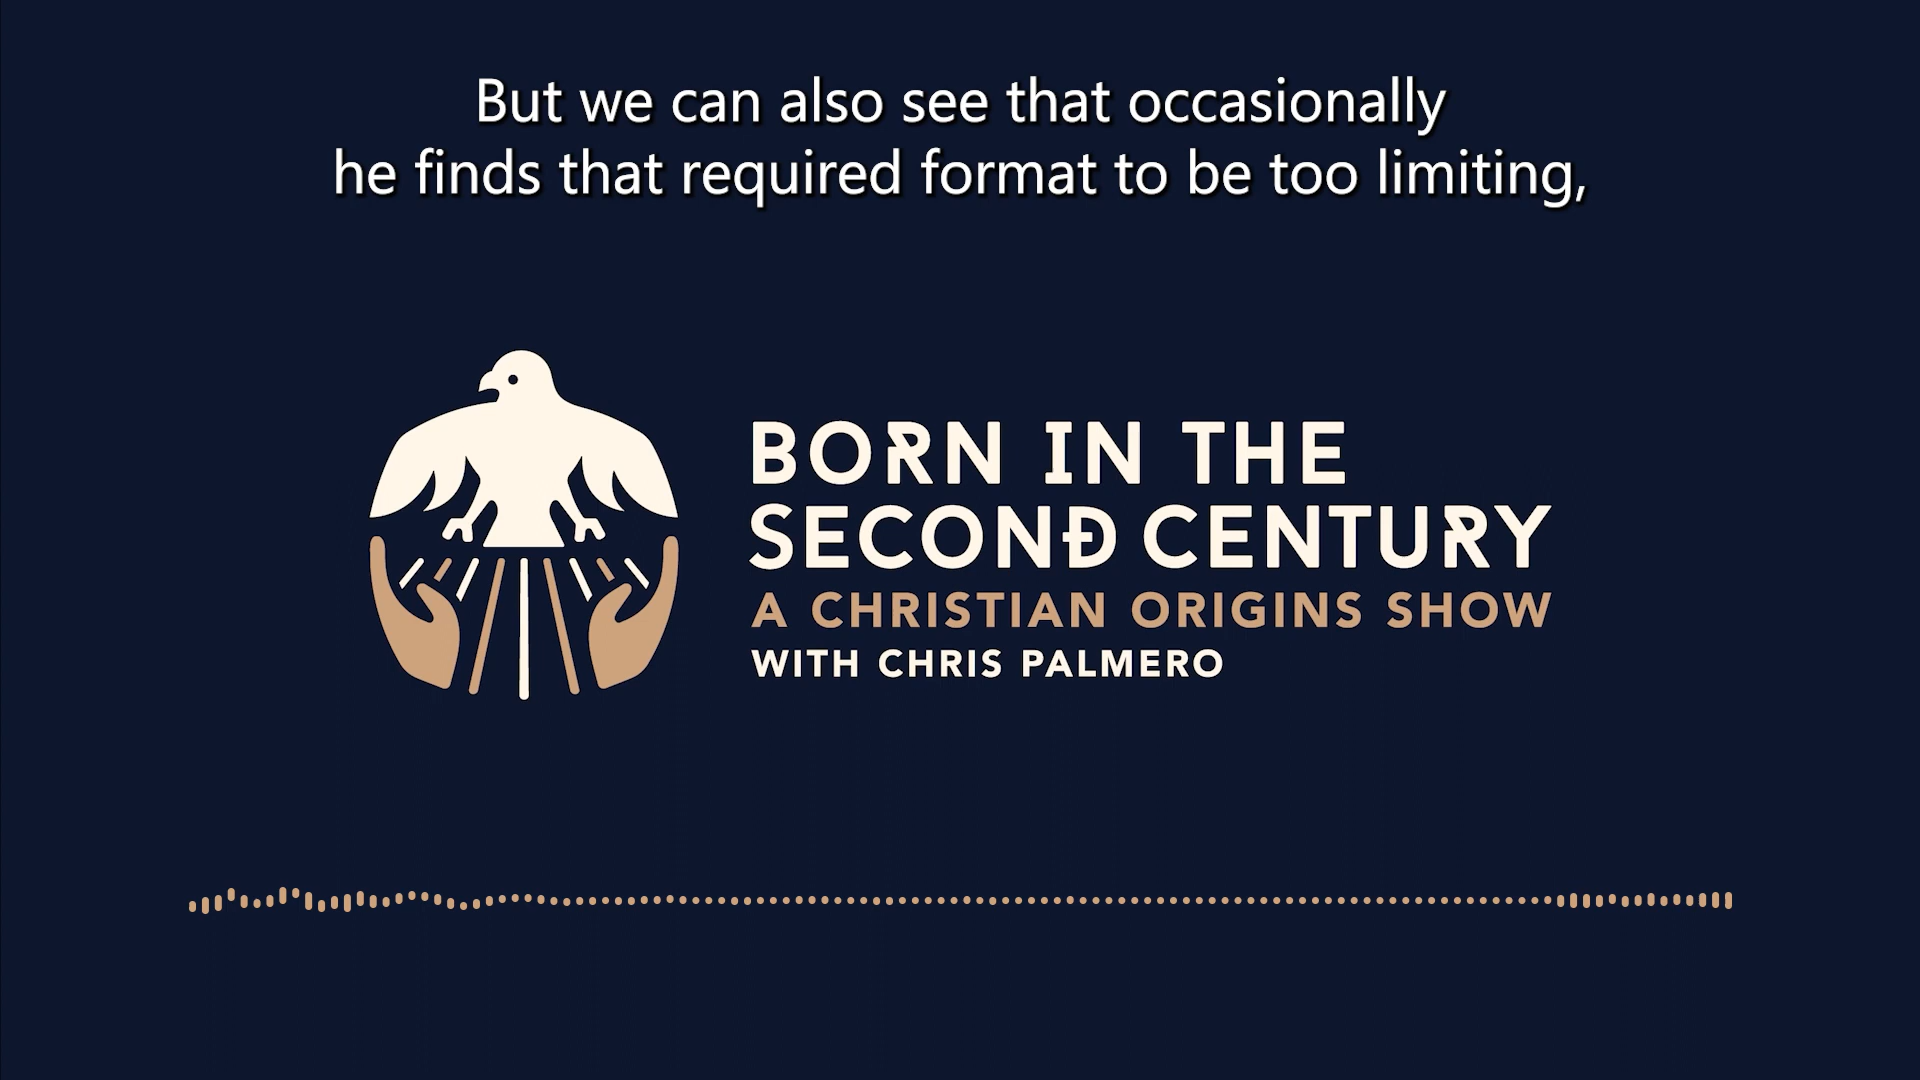 But we can also see that occasionally
he finds that required format to be too limiting,
BORN IN THE
SECOND CENTURY
A CHRISTIAN ORIGINS SHOW
WITH CHRIS PALMERO